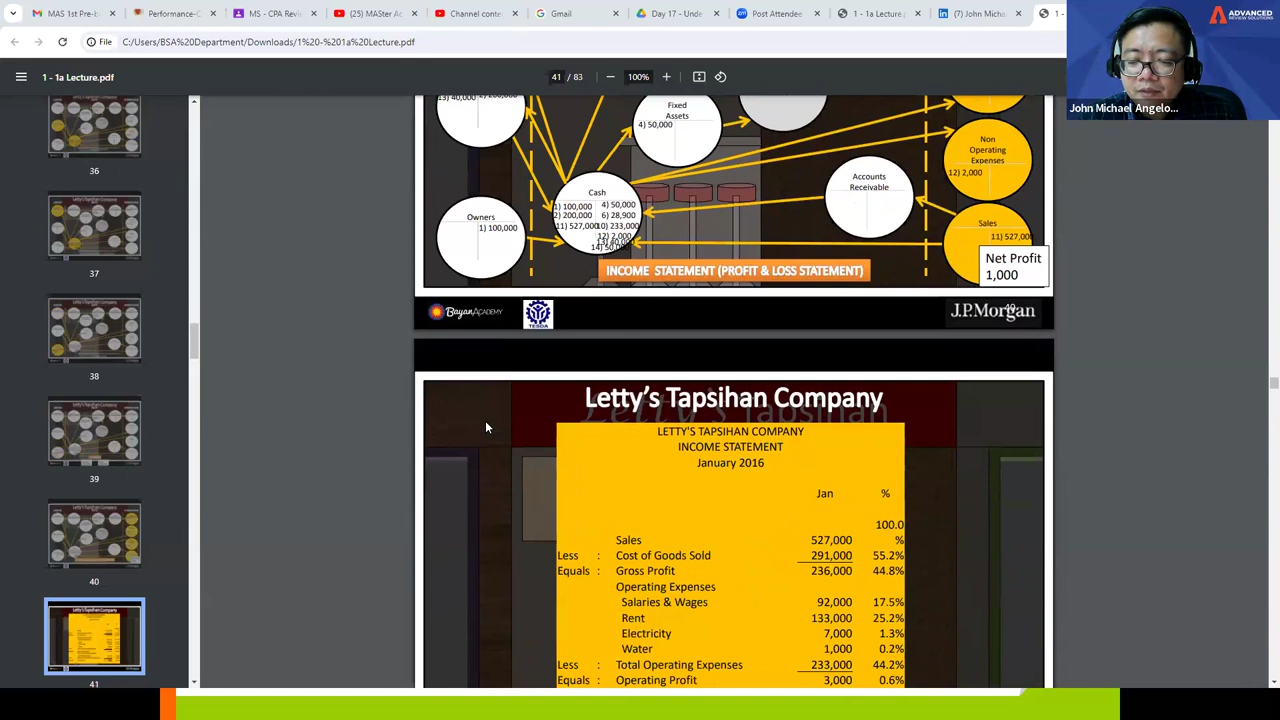 MAS 1st Pre-b
Performance-C
MS - CPA Revi
(25) MASter Ac
Channel conte
Gmail
Day 17 - Unde
Post Attendee
1 - 1a Lecture.p
(7) John Micha
1 -
File
C:/Users/BSA%20Department/Downloads/1%20-%201a%20Lecture.pdf
1 - 1a Lecture.pdf
41 / 83
100%
ADVANCED
REVIEW SOLUTIONS
John Michael Angelo...
36
37
38
39
40
41
13) 40,000
Fixed
Assets
4) 50,000
Non
Operating
Expenses
12) 2,000
Accounts
Receivable
Cash
1) 100,000
2) 200,000
11) 527,000
4) 50,000
6) 28,900
10) 233,000
12) 2,000
13) 40,000
Owners
1) 100,000
Sales
11) 527,000
Net Profit
1,000
INCOME STATEMENT (PROFIT & LOSS STATEMENT)
BayanAcademy
TESDA
J.P.Morgan
Letty's Tapsihan Company
LETTY'S TAPSIHAN COMPANY
INCOME STATEMENT
January 2016
Jan %
100.0
Sales 527,000 %
Less : Cost of Goods Sold 291,000 55.2%
Equals : Gross Profit 236,000 44.8%
Operating Expenses
Salaries & Wages 92,000 17.5%
Rent 133,000 25.2%
Electricity 7,000 1.3%
Water 1,000 0.2%
Less : Total Operating Expenses 233,000 44.2%
Equals : Operating Profit 3,000 0.6%